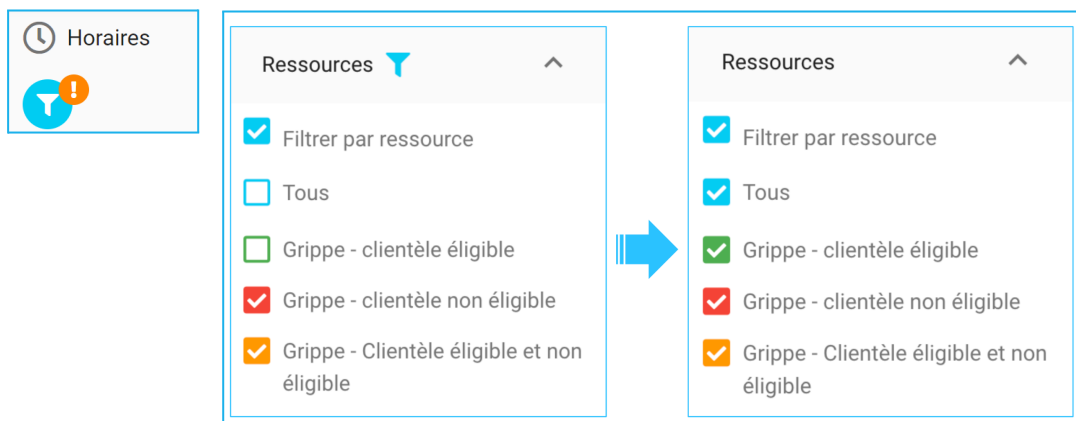 Horaires
!
Ressources
Filtrer par ressource
Tous
Grippe - clientèle éligible
Grippe - clientèle non éligible
Grippe - Clientèle éligible et non
éligible
Ressources
Filtrer par ressource
Tous
Grippe - clientèle éligible
Grippe - clientèle non éligible
Grippe - Clientèle éligible et non
éligible